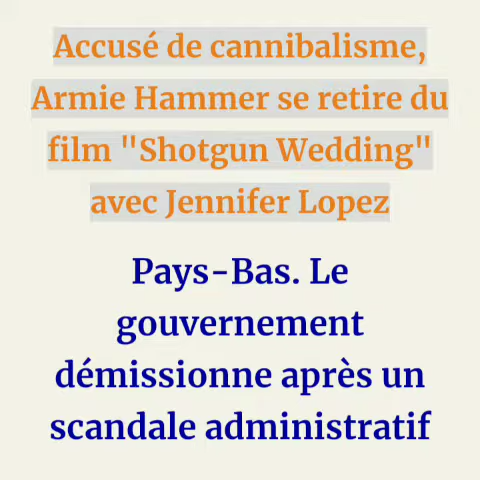 Accusé de cannibalisme,
Armie Hammer se retire du
film "Shotgun Wedding"
avec Jennifer Lopez
Pays-Bas. Le
gouvernement
démissionne après un
scandale administratif